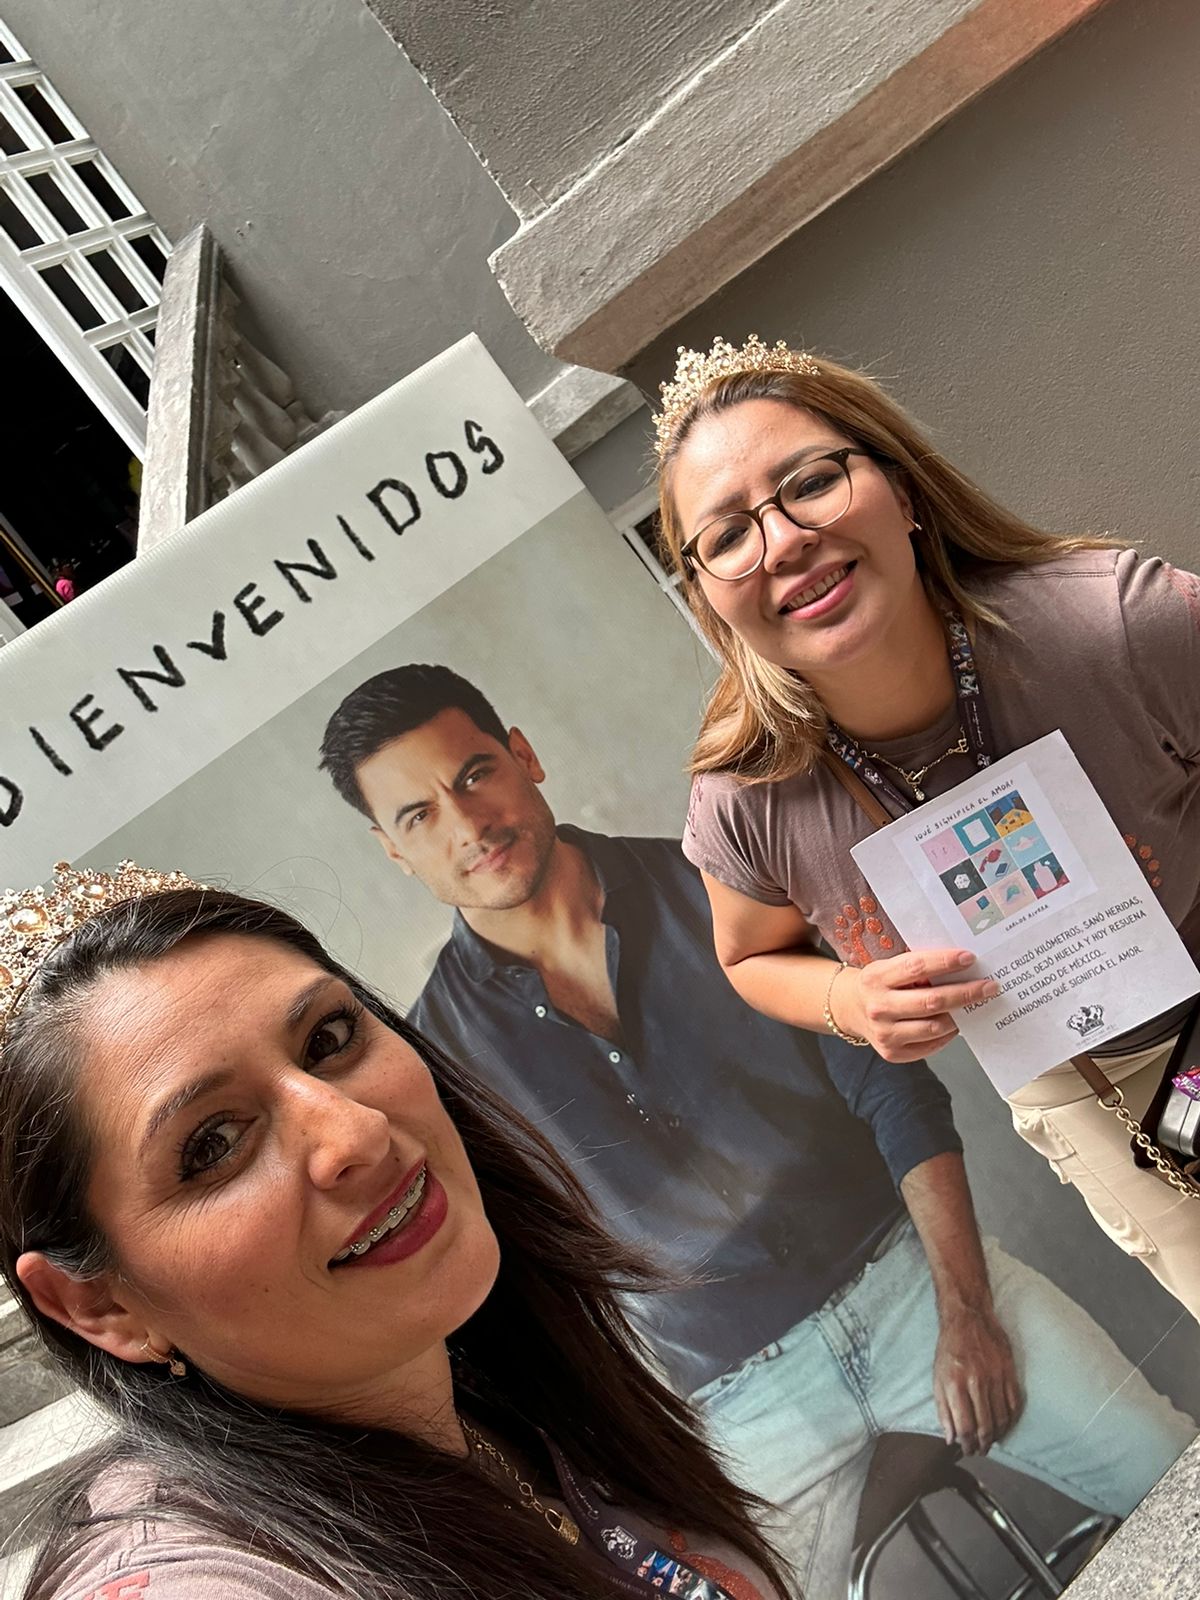 BIENVENIDOS
¿QUÉ SIGNIFICA EL AMOR?
CARLOS RIVERA
TU VOZ CRUZÓ KILÓMETROS, SANÓ HERIDAS,
TRAJO RECUERDOS, DEJÓ HUELLA Y HOY RESUENA
EN ESTADO DE MÉXICO...
ENSEÑÁNDONOS QUÉ SIGNIFICA EL AMOR.